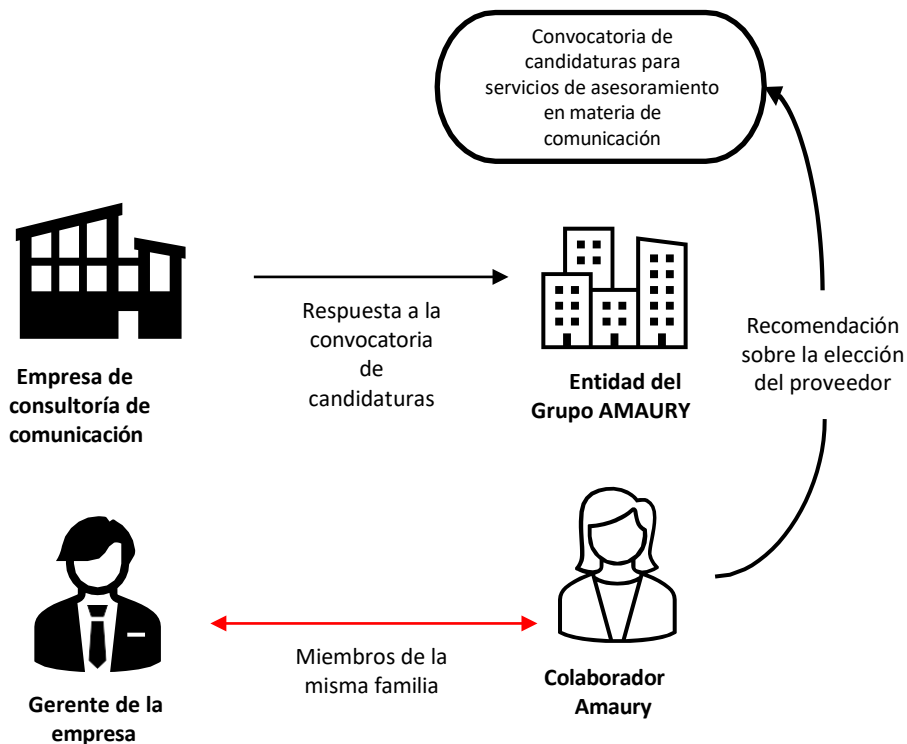 Convocatoria de
candidaturas para
servicios de asesoramiento
en materia de
comunicación
Respuesta a la
convocatoria
de
candidaturas
Recomendación
sobre la elección
del proveedor
Empresa de
consultoría de
comunicación
Entidad del
Grupo AMAURY
Miembros de la
misma familia
Colaborador
Amaury
Gerente de la
empresa